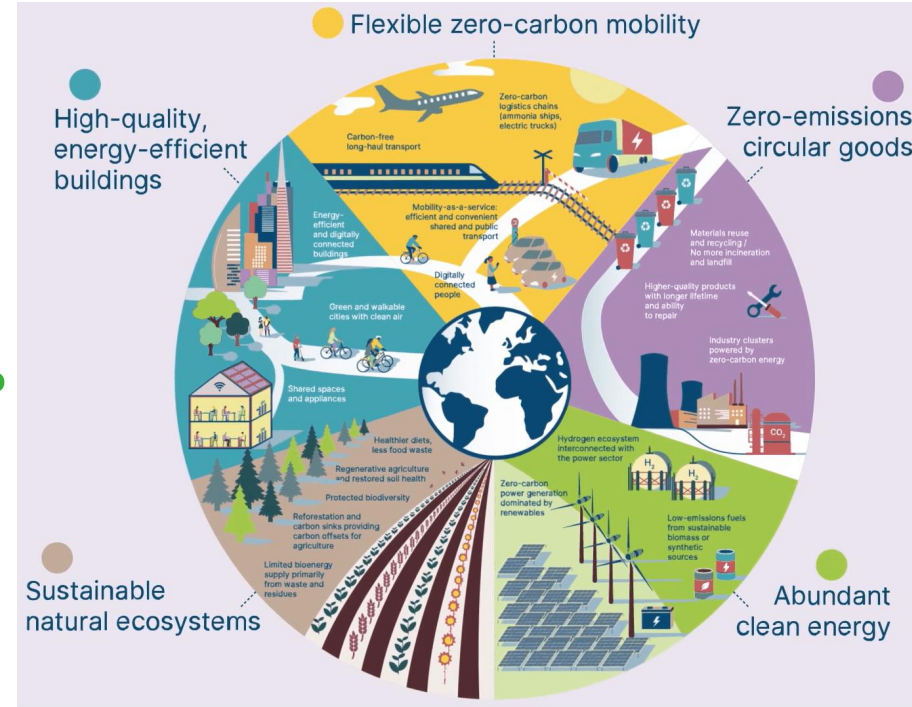 Flexible zero-carbon mobility
High-quality,
energy-efficient
buildings
Zero-emissions
circular goods
Zero-carbon
logistics chains
(ammonia ships,
electric trucks)
Carbon-free
long-haul transport
Mobility-as-a-service:
efficient and convenient
shared and public
transport
Digitally
connected
people
Energy-
efficient
and digitally
connected
buildings
Green and walkable
cities with clean air
Shared spaces
and appliances
Materials reuse
and recycling /
No more incineration
and landfill
Higher-quality products
with longer lifetime
and ability
to repair
Industry clusters
powered by
zero-carbon energy
CO₂
Healthier diets,
less food waste
Regenerative agriculture
and restored soil health
Protected biodiversity
Reforestation and
carbon sinks providing
carbon offsets for
agriculture
Limited bioenergy
supply primarily
from waste and
residues
Hydrogen ecosystem
interconnected with
the power sector
H₂
H₂
Zero-carbon
power generation
dominated by
renewables
Low-emissions fuels
from sustainable
biomass or
synthetic
sources
Sustainable
natural ecosystems
Abundant
clean energy